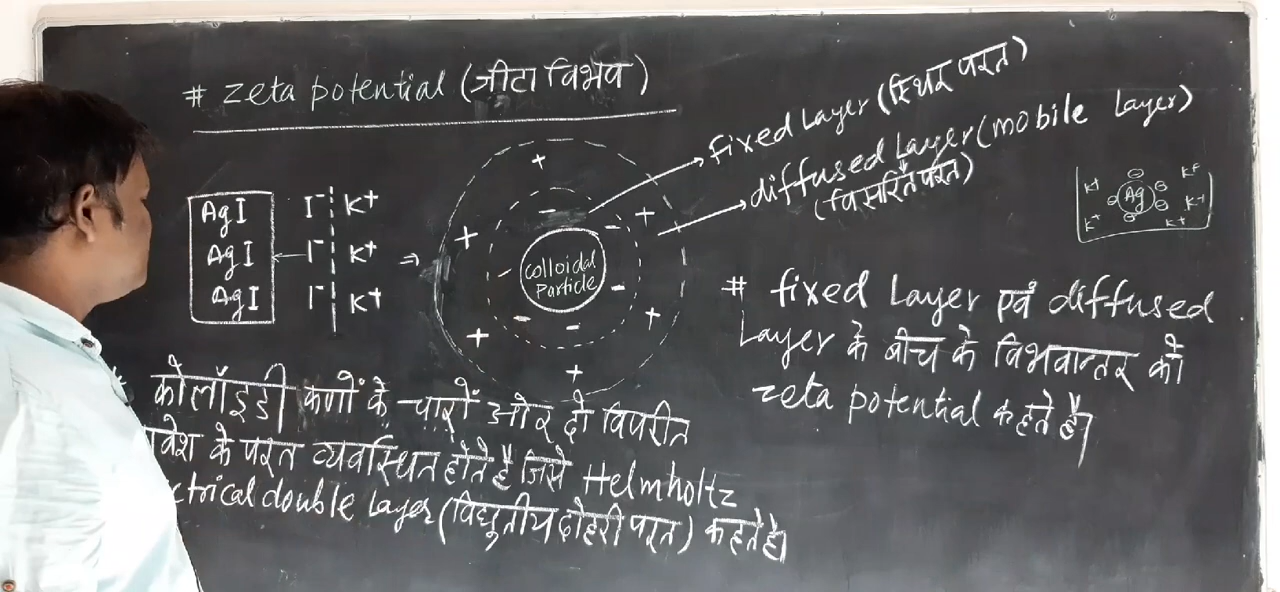 # zeta potential (जीटा विभव)
fixed Layer (स्थिर परत)
diffused Layer (mobile Layer)
(विसरित परत)
AgI I⁻ K⁺
AgI I⁻ K⁺ ⇒
AgI I⁻ K⁺
colloidal
Particle
Ag
K⁺
K⁺
K⁺
K⁺
# fixed Layer एवं diffused
Layer के बीच के विभवान्तर को
zeta potential कहते हैं।
कोलॉइडी कणों के चारों ओर दो विपरीत
के परत व्यवस्थित होते हैं जिसे Helmholtz
double Layer (विधुतीय दोहरी परत) कहते है।